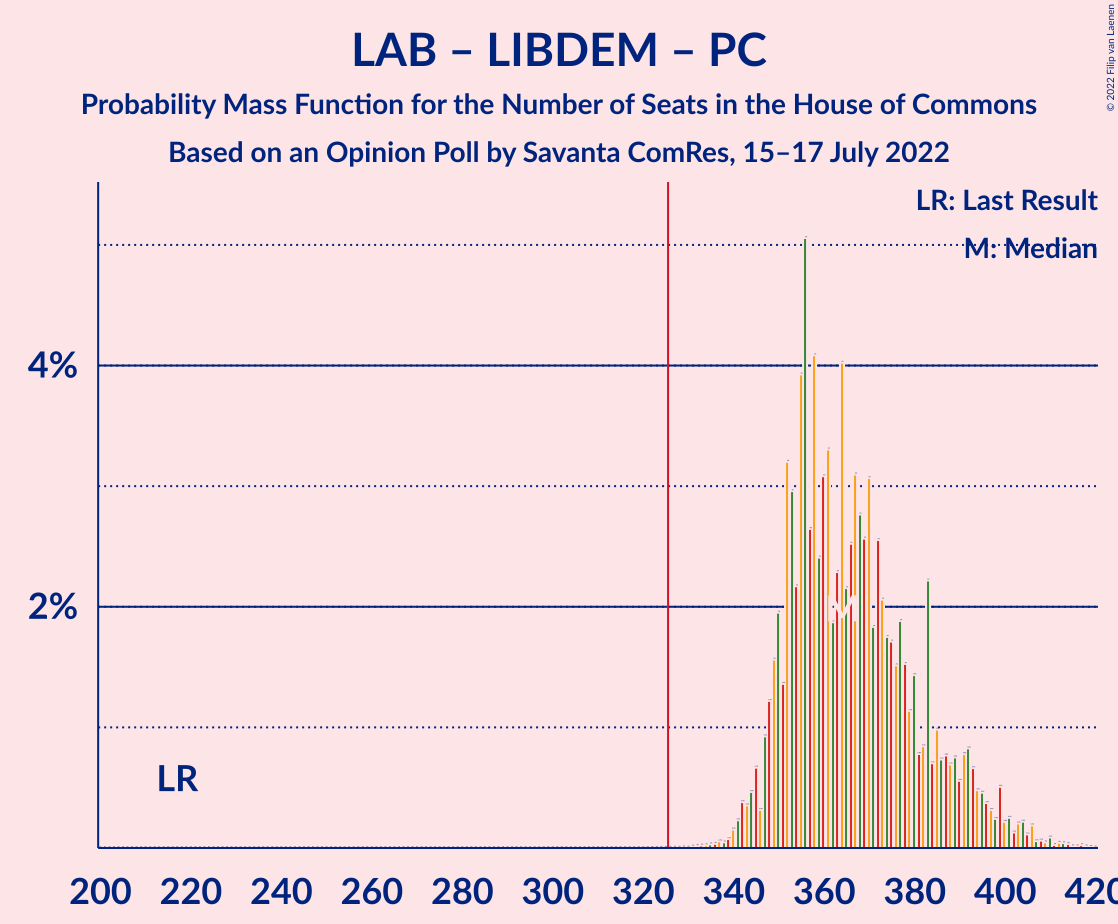 LAB – LIBDEM – PC
Probability Mass Function for the Number of Seats in the House of Commons
Based on an Opinion Poll by Savanta ComRes, 15–17 July 2022
© 2022 Filip van Laenen
LR: Last Result
M: Median
4%
2%
LR
M
200 220 240 260 280 300 320 340 360 380 400 420